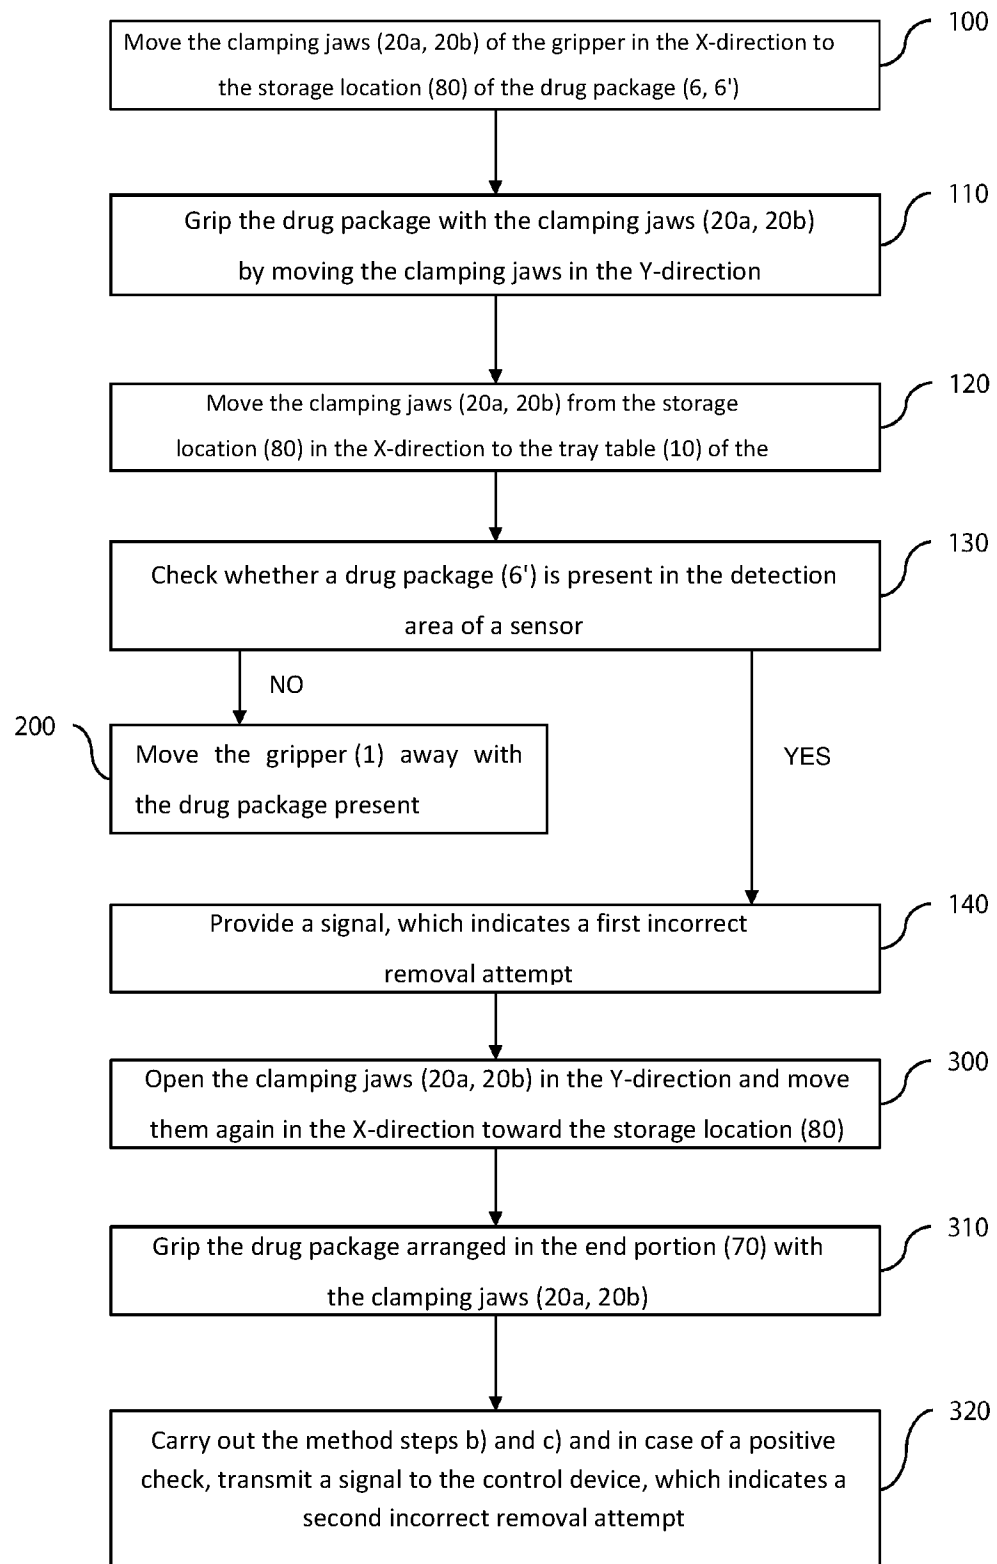 100
Move the clamping jaws (20a, 20b) of the gripper in the X-direction to
the storage location (80) of the drug package (6, 6')
110
Grip the drug package with the clamping jaws (20a, 20b)
by moving the clamping jaws in the Y-direction
120
Move the clamping jaws (20a, 20b) from the storage
location (80) in the X-direction to the tray table (10) of the
130
Check whether a drug package (6') is present in the detection
area of a sensor
NO
200
Move the gripper (1) away with
the drug package present
YES
140
Provide a signal, which indicates a first incorrect
removal attempt
300
Open the clamping jaws (20a, 20b) in the Y-direction and move
them again in the X-direction toward the storage location (80)
310
Grip the drug package arranged in the end portion (70) with
the clamping jaws (20a, 20b)
320
Carry out the method steps b) and c) and in case of a positive
check, transmit a signal to the control device, which indicates a
second incorrect removal attempt